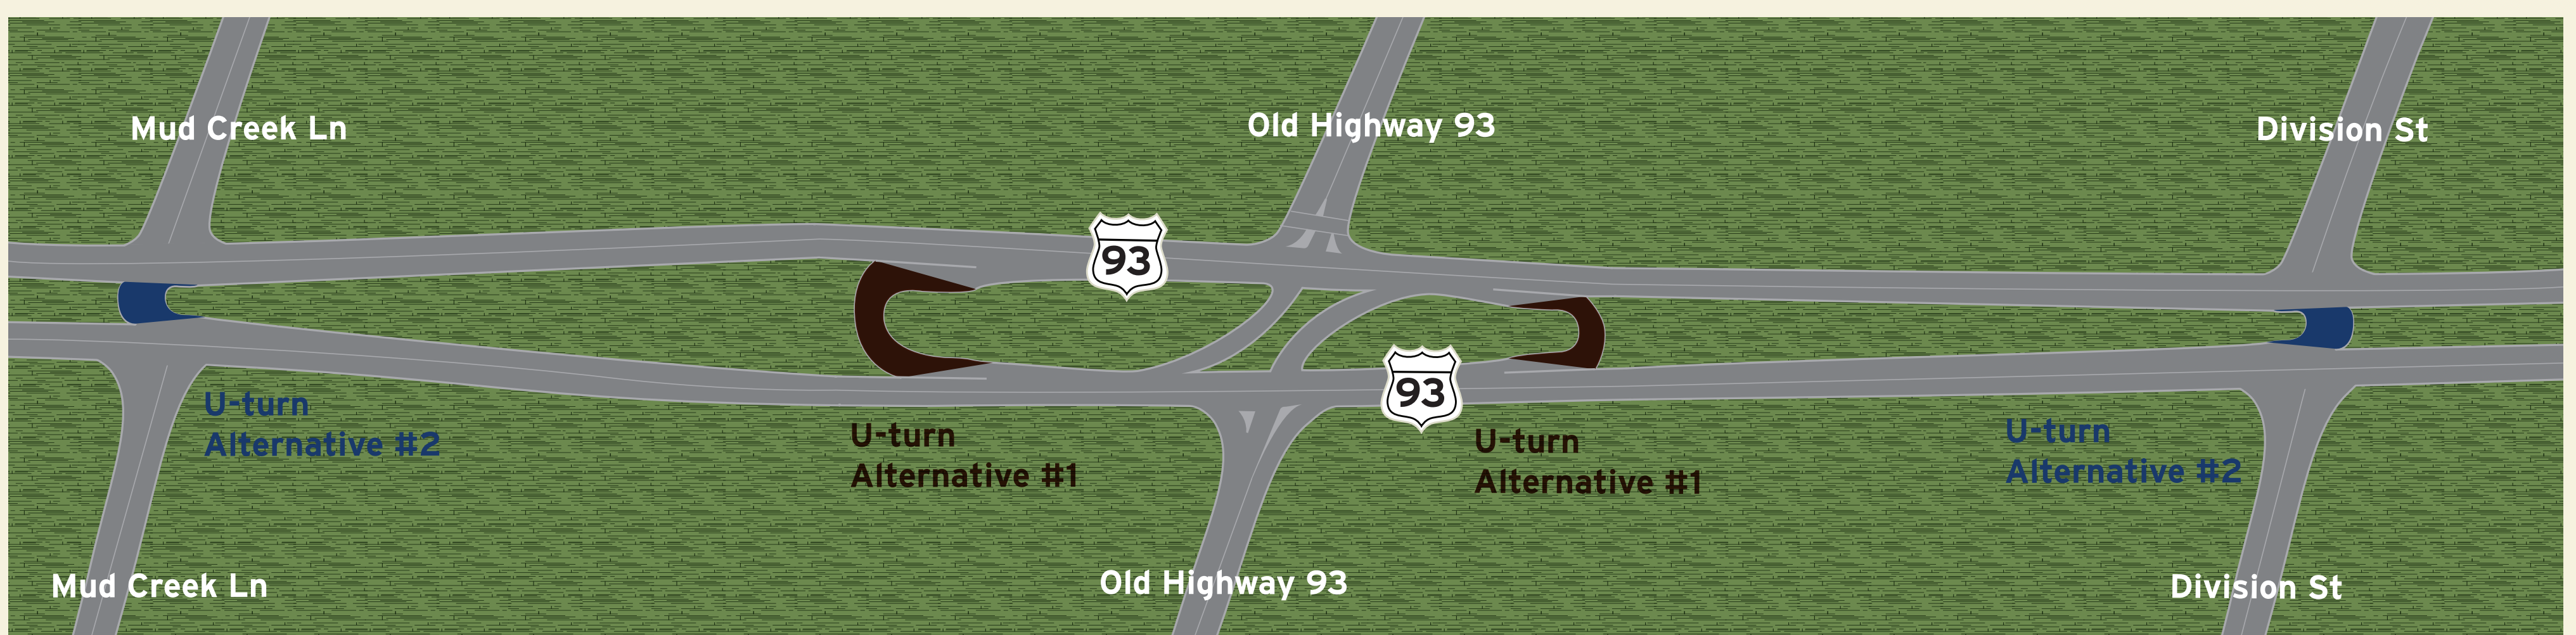 Mud Creek Ln
Old Highway 93
Division St
93
93
U-turn
Alternative #2
U-turn
Alternative #1
U-turn
Alternative #1
U-turn
Alternative #2
Mud Creek Ln
Old Highway 93
Division St